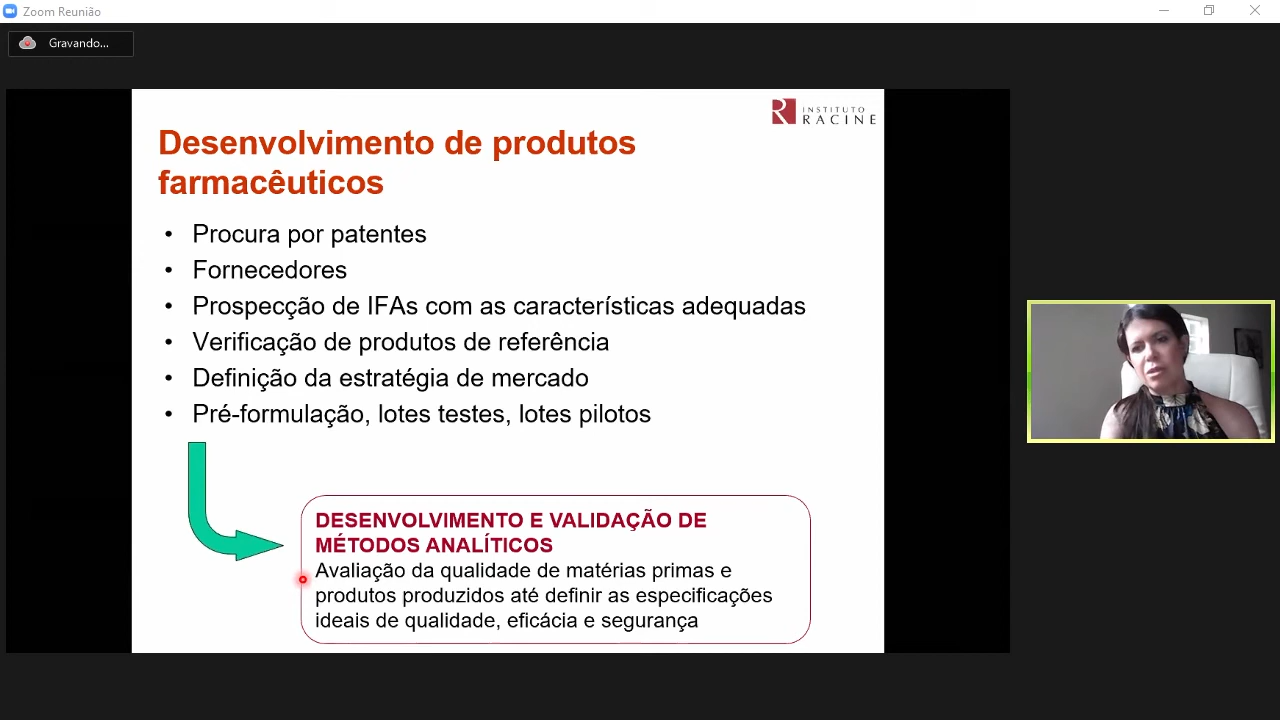 Zoom Reunião
Gravando...
INSTITUTO
RACINE
Desenvolvimento de produtos
farmacêuticos
• Procura por patentes
• Fornecedores
• Prospecção de IFAs com as características adequadas
• Verificação de produtos de referência
• Definição da estratégia de mercado
• Pré-formulação, lotes testes, lotes pilotos
DESENVOLVIMENTO E VALIDAÇÃO DE
MÉTODOS ANALÍTICOS
Avaliação da qualidade de matérias primas e
produtos produzidos até definir as especificações
ideais de qualidade, eficácia e segurança